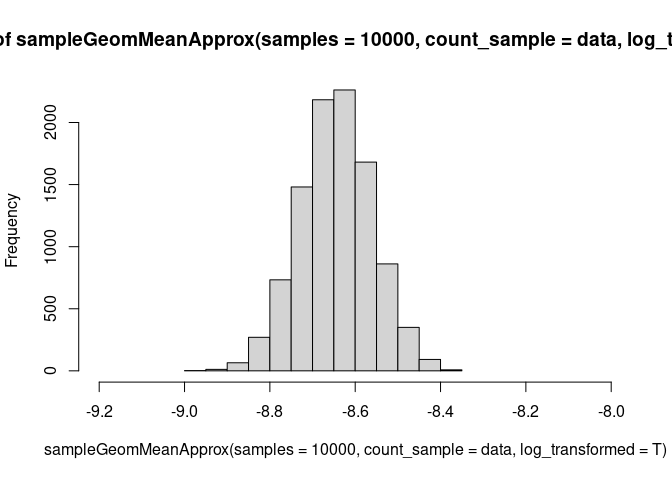 of sampleGeomMeanApprox(samples = 10000, count_sample = data, log_t
Frequency
2000
1500
1000
500
0
-9.2 -9.0 -8.8 -8.6 -8.4 -8.2 -8.0
sampleGeomMeanApprox(samples = 10000, count_sample = data, log_transformed = T)